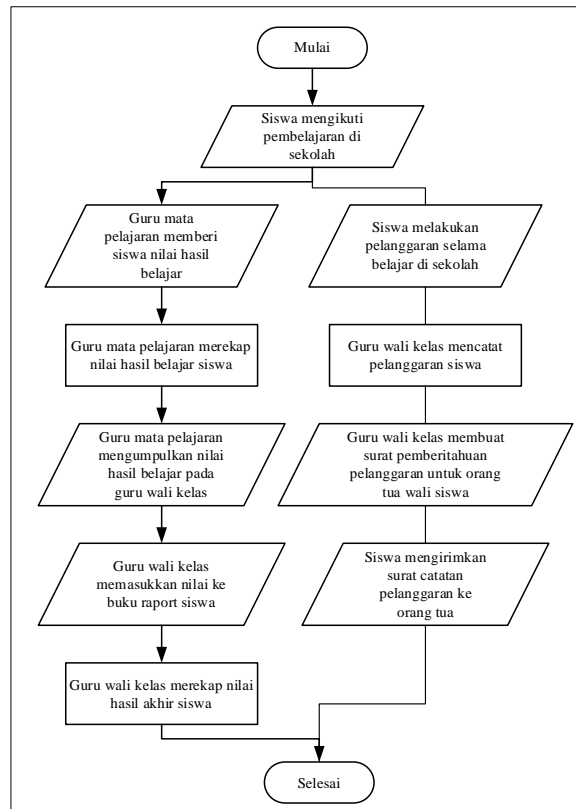 Mulai
Siswa mengikuti
pembelajaran di
sekolah
Guru mata
pelajaran memberi
siswa nilai hasil
belajar
Siswa melakukan
pelanggaran selama
belajar di sekolah
Guru mata pelajaran merekap
nilai hasil belajar siswa
Guru wali kelas mencatat
pelanggaran siswa
Guru mata pelajaran
mengumpulkan nilai
hasil belajar pada
guru wali kelas
Guru wali kelas membuat
surat pemberitahuan
pelanggaran untuk orang
tua wali siswa
Guru wali kelas
memasukkan nilai ke
buku raport siswa
Siswa mengirimkan
surat catatan
pelanggaran ke
orang tua
Guru wali kelas merekap nilai
hasil akhir siswa
Selesai